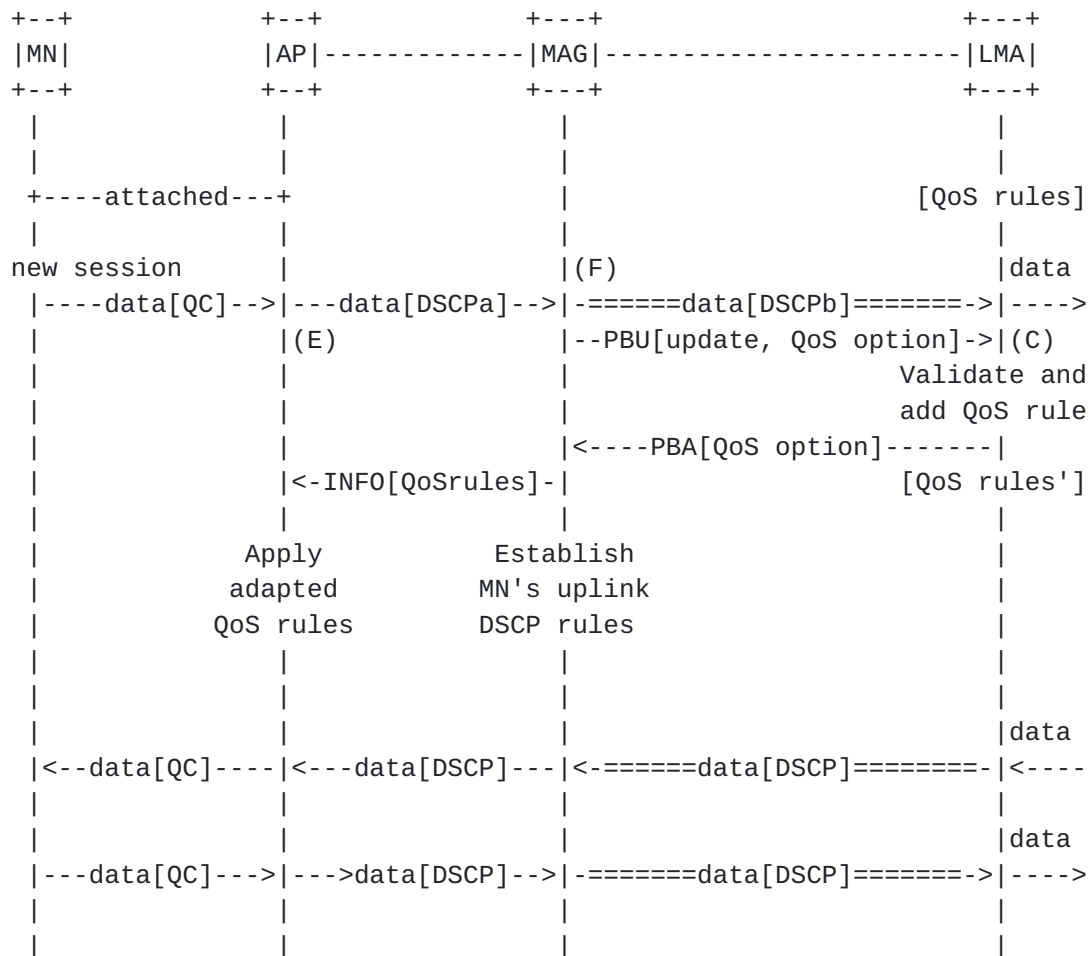 +--+            +--+            +---+                        +---+
|MN|            |AP|-------------|MAG|-----------------------|LMA|
+--+            +--+            +---+                        +---+
 |               |                 |                           |
 |               |                 |                           |
 +----attached---+                 |                      [QoS rules]
 |               |                 |                           |
new session      |                 |(F)                        |data
 |----data[QC]-->|---data[DSCPa]-->|-======data[DSCPb]=======->|---->
 |               |(E)              |--PBU[update, QoS option]->|(C)
 |               |                 |                     Validate and
 |               |                 |                     add QoS rule
 |               |                 |<----PBA[QoS option]-------|
 |               |<-INFO[QoSrules]-|                     [QoS rules']
 |               |                 |                           |
 |             Apply           Establish                       |
 |            adapted         MN's uplink                      |
 |           QoS rules        DSCP rules                       |
 |               |                 |                           |
 |               |                 |                           |
 |               |                 |                           |data
 |<--data[QC]----|<---data[DSCP]---|<-======data[DSCP]========-|<----
 |               |                 |                           |
 |               |                 |                           |data
 |---data[QC]--->|--->data[DSCP]-->|-=======data[DSCP]=======->|---->
 |               |                 |                           |
 |               |                 |                           |